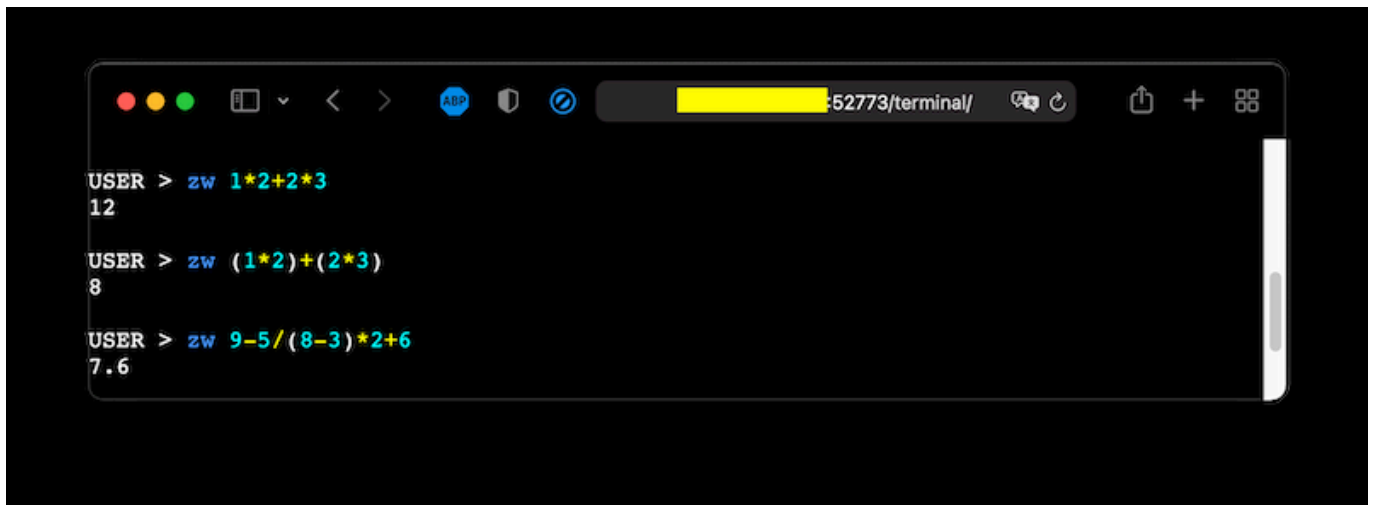 ABP
:52773/terminal/
USER > zw 1*2+2*3
12
USER > zw (1*2)+(2*3)
8
USER > zw 9-5/(8-3)*2+6
7.6